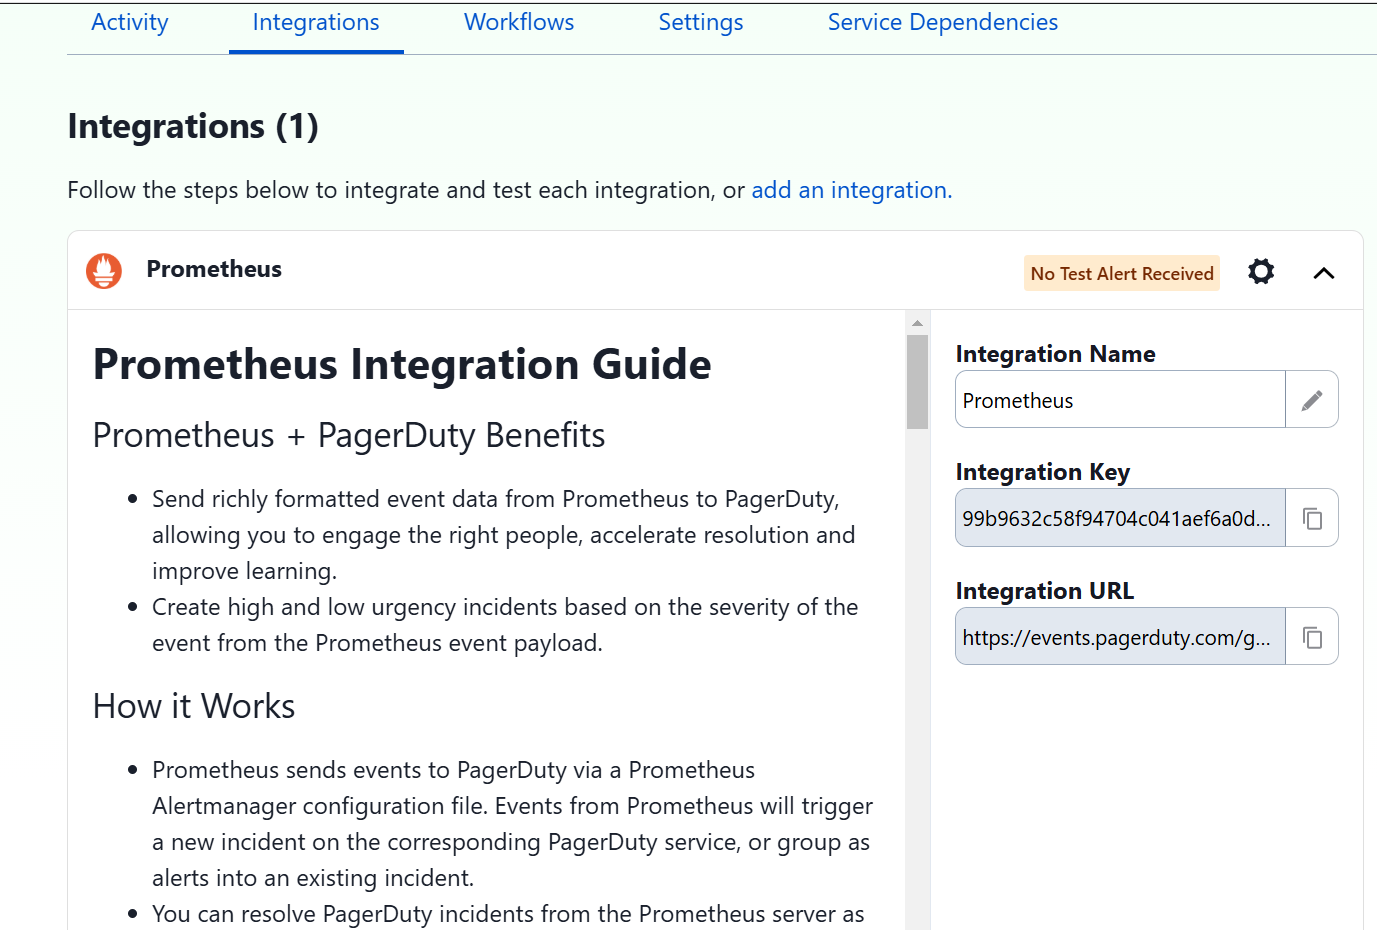 Activity
Integrations
Workflows
Settings
Service Dependencies
Integrations (1)
Follow the steps below to integrate and test each integration, or add an integration.
Prometheus
No Test Alert Received
Prometheus Integration Guide
Prometheus + PagerDuty Benefits
• Send richly formatted event data from Prometheus to PagerDuty,
allowing you to engage the right people, accelerate resolution and
improve learning.
• Create high and low urgency incidents based on the severity of the
event from the Prometheus event payload.
How it Works
• Prometheus sends events to PagerDuty via a Prometheus
Alertmanager configuration file. Events from Prometheus will trigger
a new incident on the corresponding PagerDuty service, or group as
alerts into an existing incident.
• You can resolve PagerDuty incidents from the Prometheus server as
Integration Name
Prometheus
Integration Key
99b9632c58f94704c041aef6a0d...
Integration URL
https://events.pagerduty.com/g...